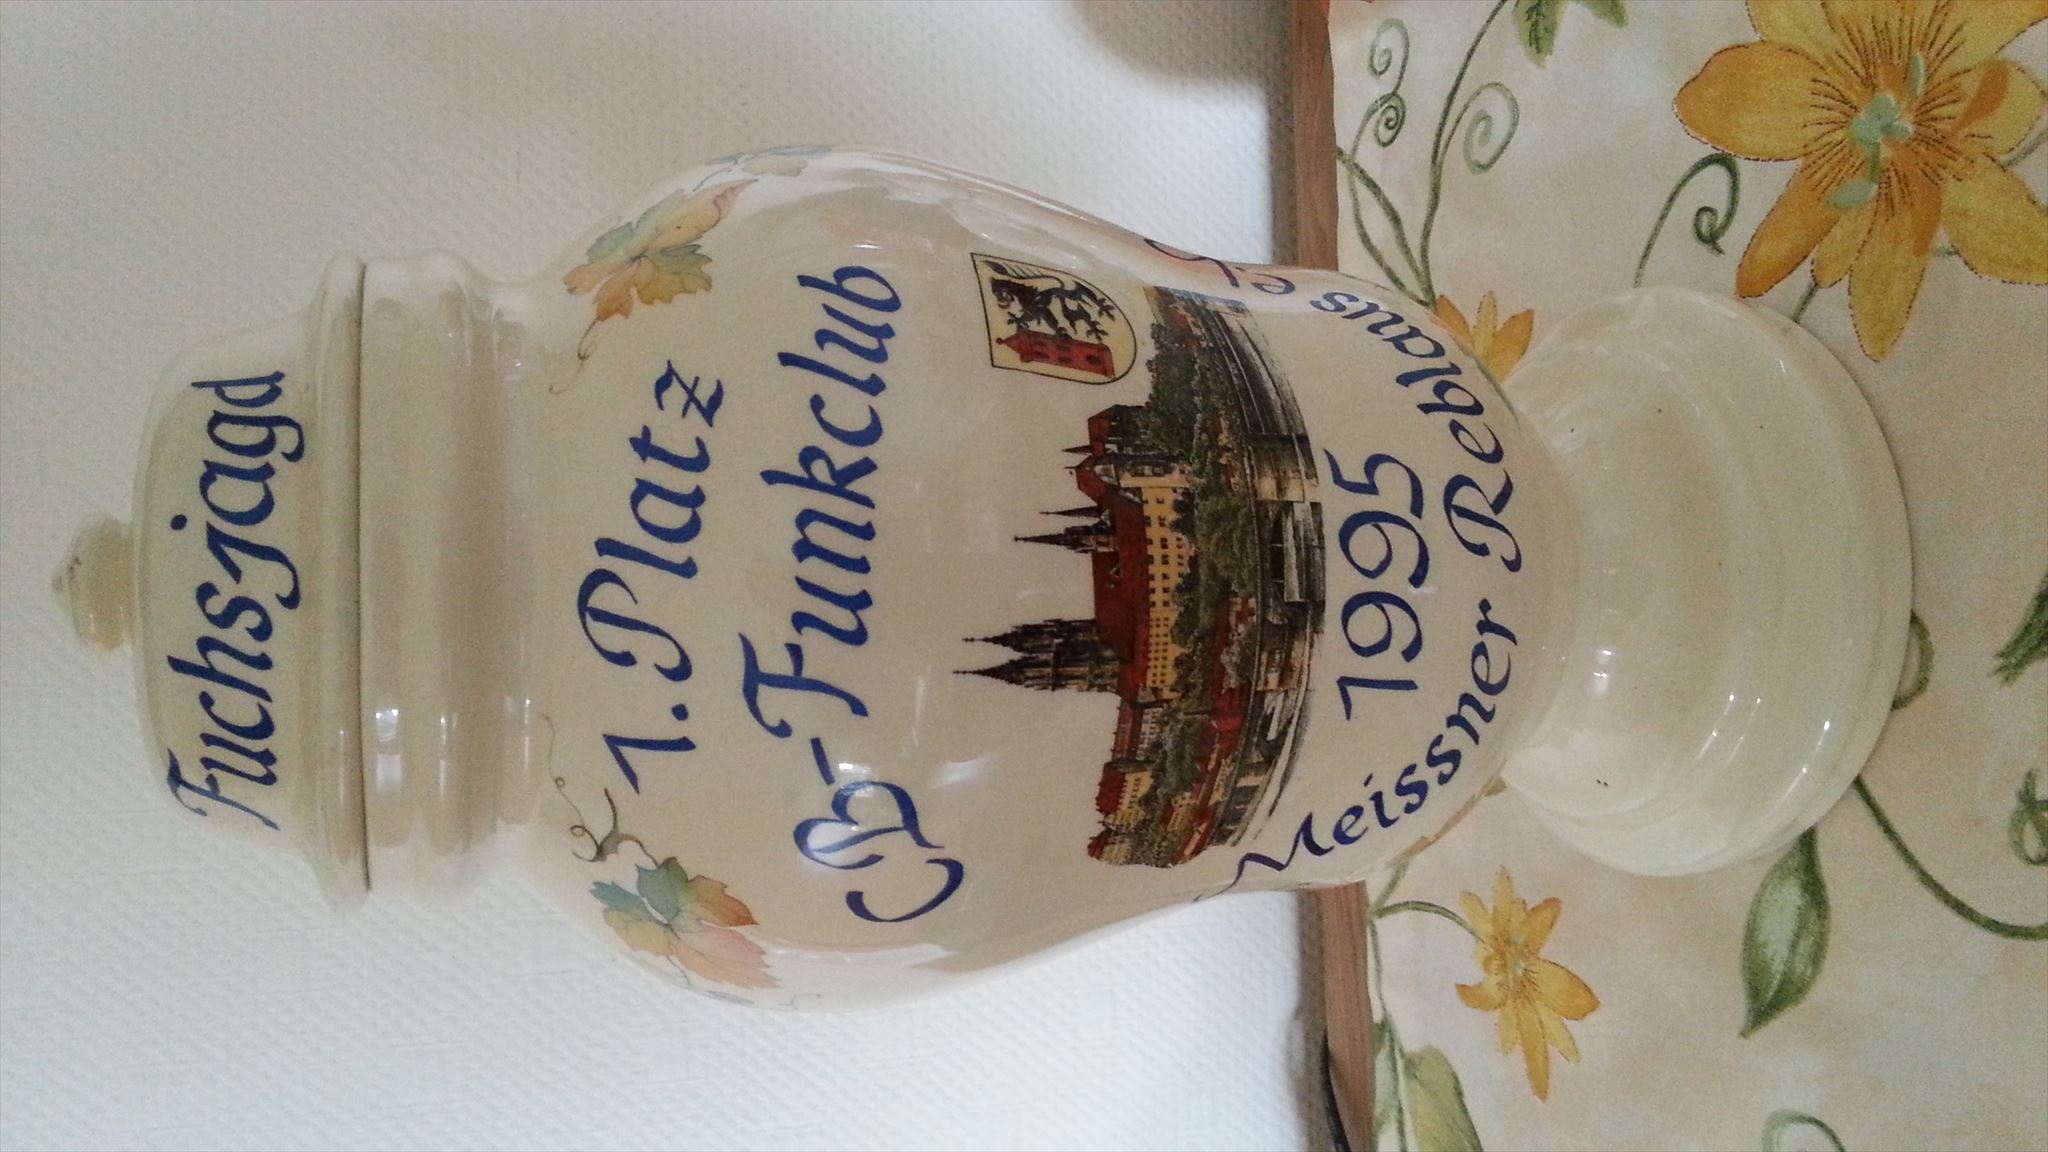 Fuchsjagd
1. Platz
CB-Funkclub
1995
Meissner Reblaus e.